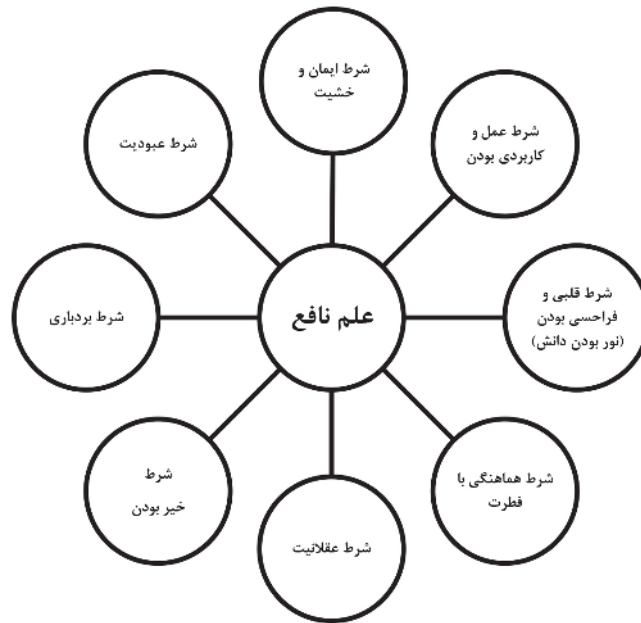 شرط ایمان و
خشیت
شرط عمل و
کاربردی بودن
شرط قلبی و
فراحسی بودن
(نور بودن دانش)
شرط هماهنگی با
فطرت
شرط عقلانیت
شرط
خیر بودن
شرط بردباری
شرط عبودیت
علم نافع